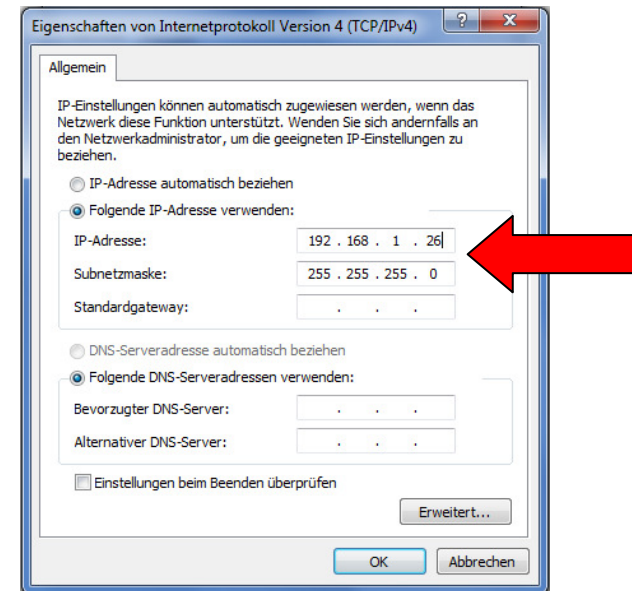 Eigenschaften von Internetprotokoll Version 4 (TCP/IPv4)
?
X
Allgemein
IP-Einstellungen können automatisch zugewiesen werden, wenn das
Netzwerk diese Funktion unterstützt. Wenden Sie sich andernfalls an
den Netzwerkadministrator, um die geeigneten IP-Einstellungen zu
beziehen.
IP-Adresse automatisch beziehen
Folgende IP-Adresse verwenden:
IP-Adresse: 192 . 168 . 1 . 26
Subnetzmaske: 255 . 255 . 255 . 0
Standardgateway: . . .
DNS-Serveradresse automatisch beziehen
Folgende DNS-Serveradressen verwenden:
Bevorzugter DNS-Server: . . .
Alternativer DNS-Server: . . .
Einstellungen beim Beenden überprüfen
Erweitert...
OK Abbrechen